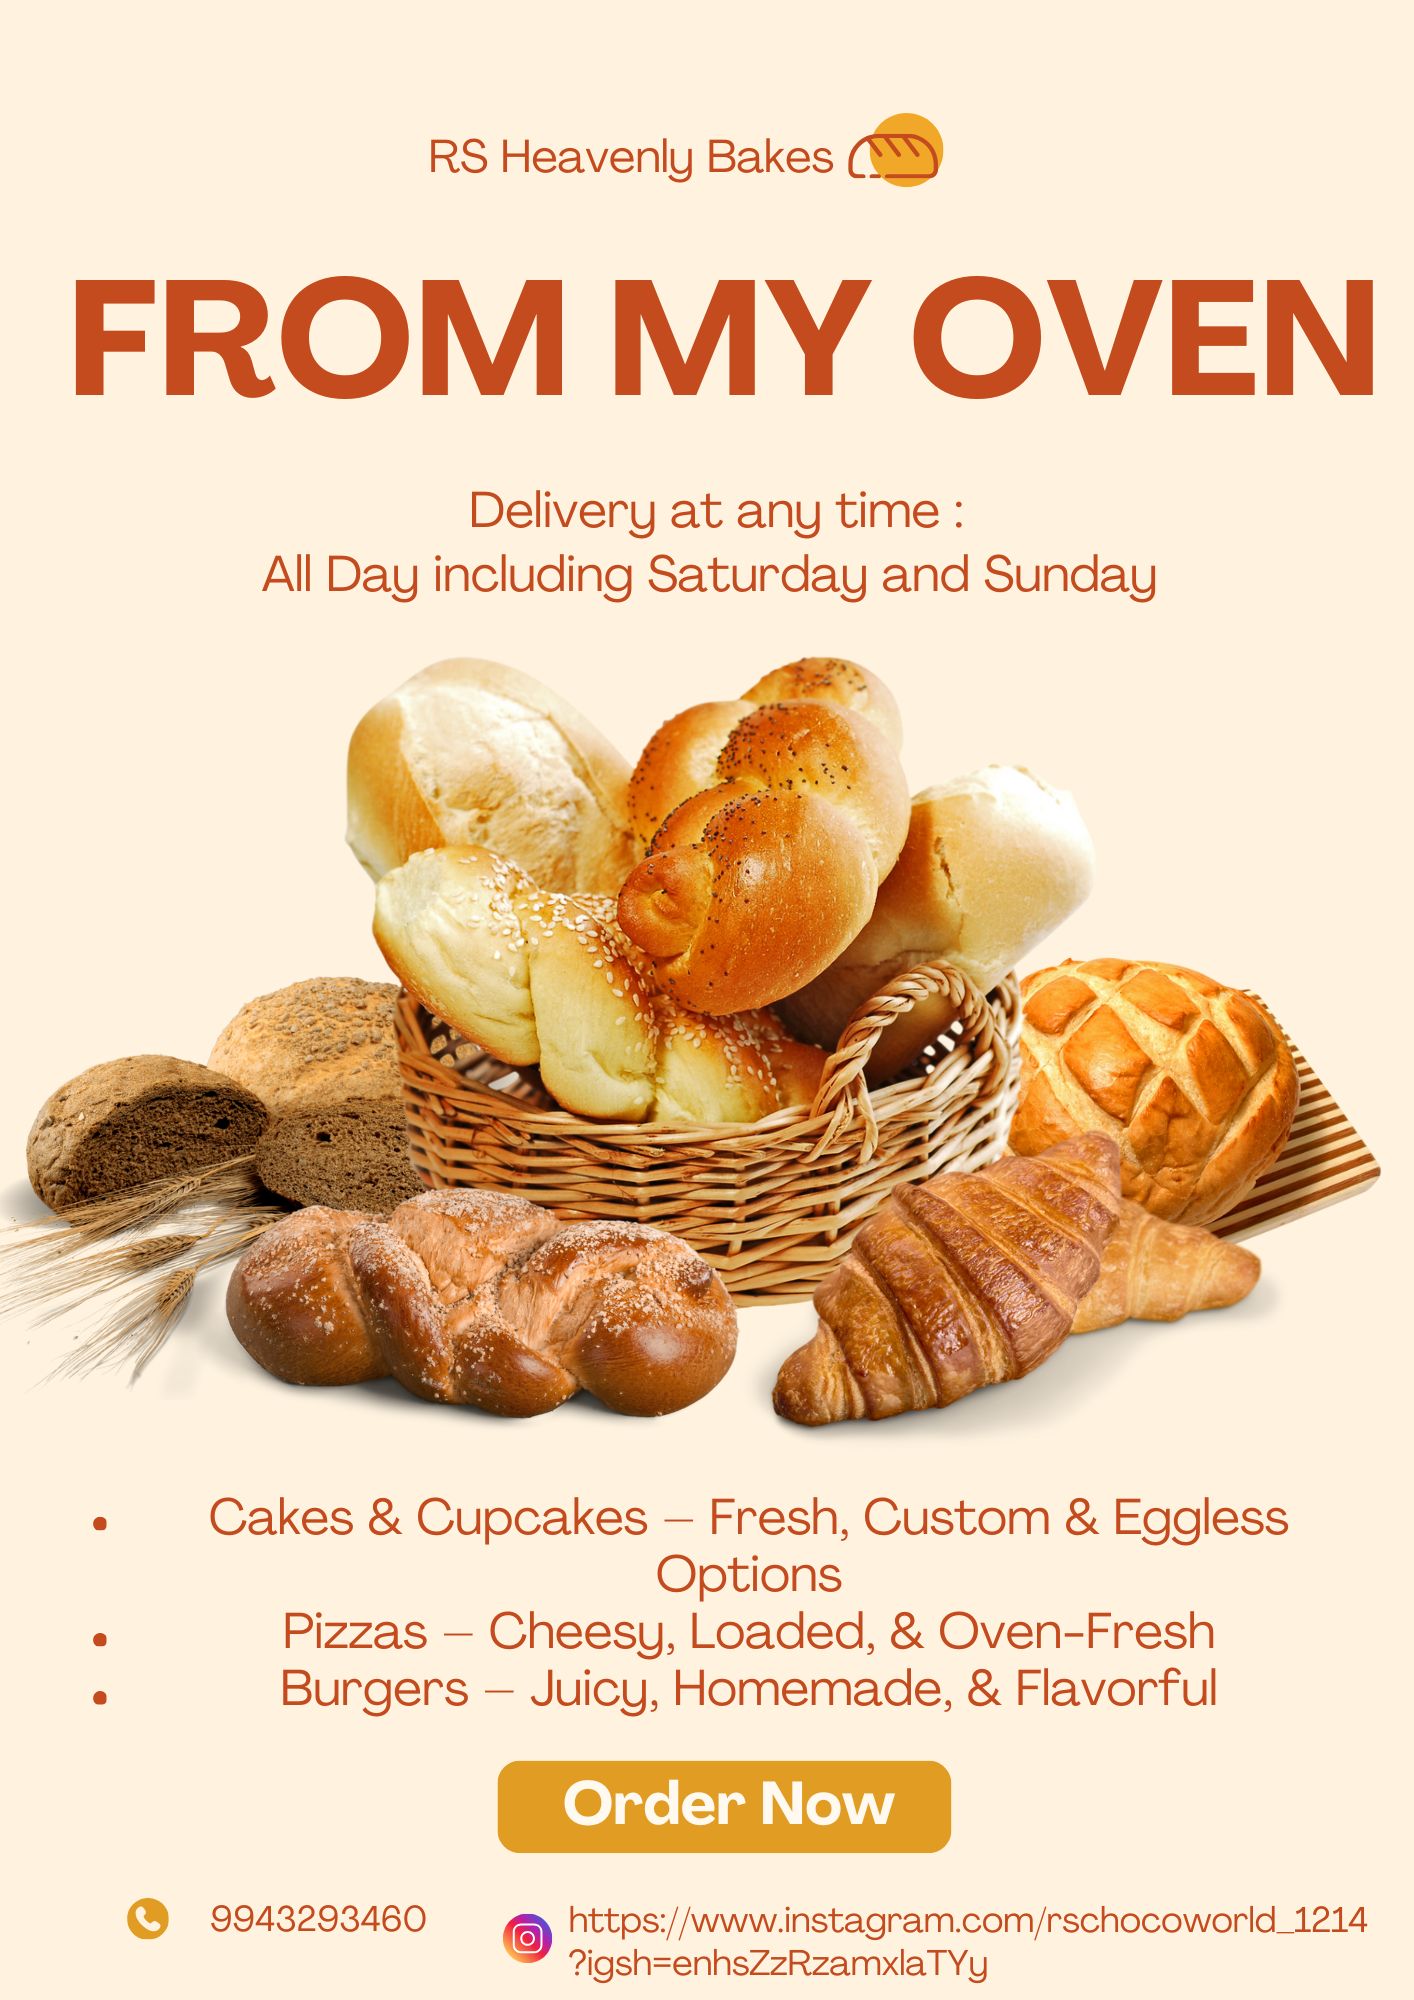 RS Heavenly Bakes
FROM MY OVEN
Delivery at any time :
All Day including Saturday and Sunday
• Cakes & Cupcakes – Fresh, Custom & Eggless
Options
• Pizzas – Cheesy, Loaded, & Oven-Fresh
• Burgers – Juicy, Homemade, & Flavorful
Order Now
9943293460
https://www.instagram.com/rschocoworld_1214
?igsh=enhsZzRzamxlaTYy